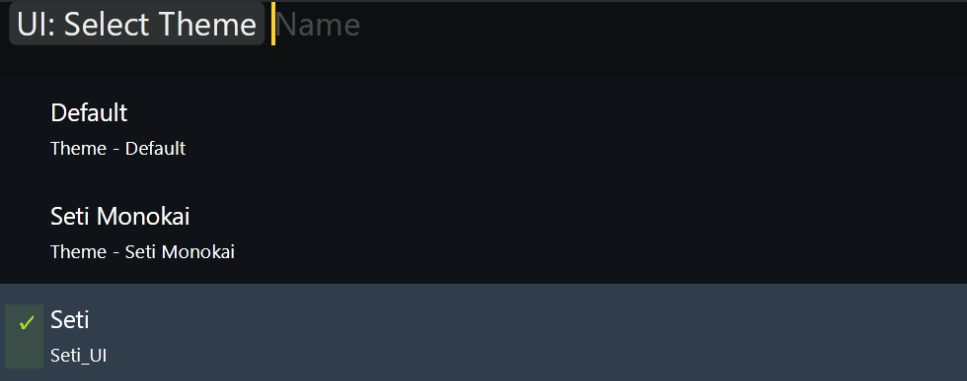 UI: Select Theme Name
Default
Theme - Default
Seti Monokai
Theme - Seti Monokai
✓ Seti
Seti_UI